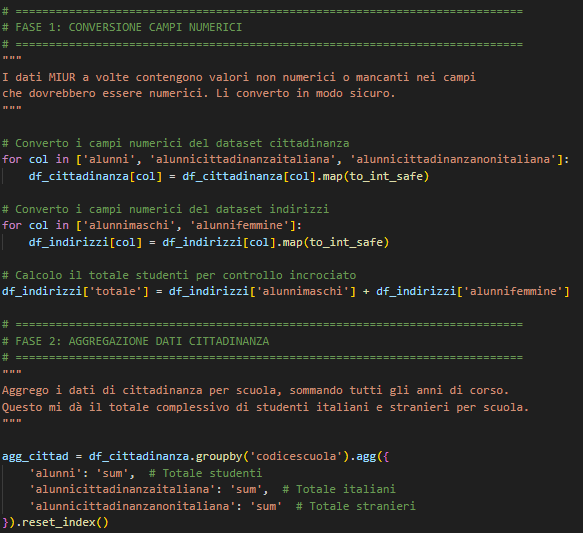 # =============================================================
# FASE 1: CONVERSIONE CAMPI NUMERICI
# =============================================================
"""
I dati MIUR a volte contengono valori non numerici o mancanti nei campi
che dovrebbero essere numerici. Li converto in modo sicuro.
"""
# Converto i campi numerici del dataset cittadinanza
for col in ['alunni', 'alunnicittadinanzaitaliana', 'alunnicittadinanzanonitaliana']:
    df_cittadinanza[col] = df_cittadinanza[col].map(to_int_safe)
# Converto i campi numerici del dataset indirizzi
for col in ['alunnimaschi', 'alunnifemmine']:
    df_indirizzi[col] = df_indirizzi[col].map(to_int_safe)
# Calcolo il totale studenti per controllo incrociato
df_indirizzi['totale'] = df_indirizzi['alunnimaschi'] + df_indirizzi['alunnifemmine']
# =============================================================
# FASE 2: AGGREGAZIONE DATI CITTADINANZA
# =============================================================
"""
Aggrego i dati di cittadinanza per scuola, sommando tutti gli anni di corso.
Questo mi dà il totale complessivo di studenti italiani e stranieri per scuola.
"""
agg_cittad = df_cittadinanza.groupby('codicescuola').agg({
    'alunni': 'sum',  # Totale studenti
    'alunnicittadinanzaitaliana': 'sum',  # Totale italiani
    'alunnicittadinanzanonitaliana': 'sum'  # Totale stranieri
}).reset_index()